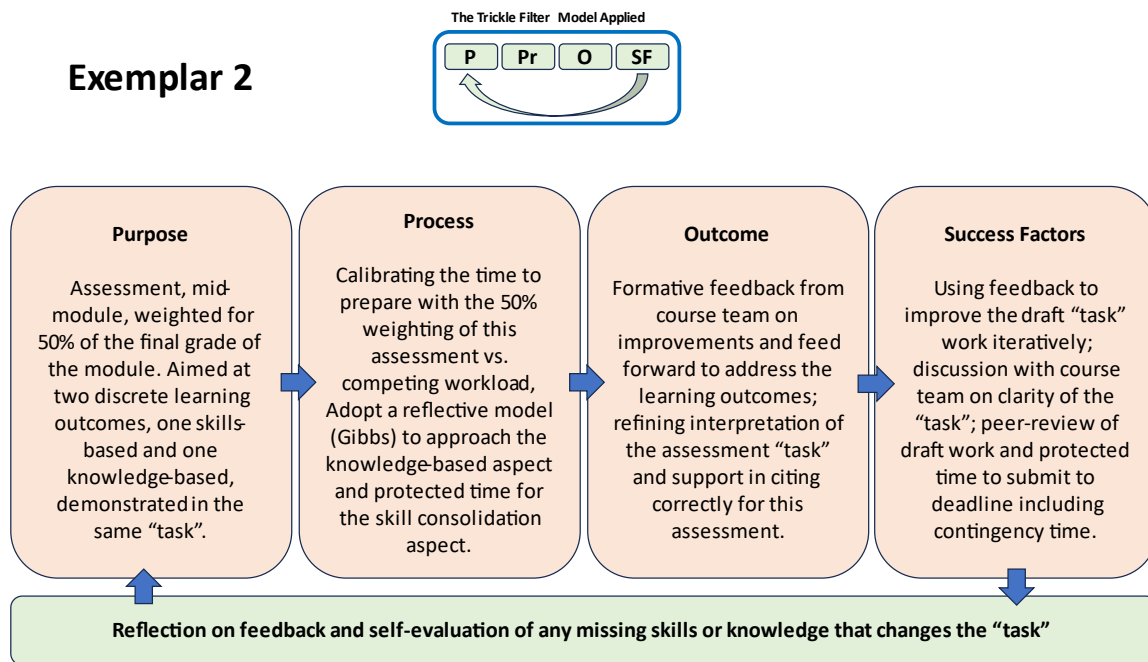 The Trickle Filter Model Applied
P Pr O SF
Exemplar 2
Purpose
Assessment, mid-
module, weighted for
50% of the final grade of
the module. Aimed at
two discrete learning
outcomes, one skills-
based and one
knowledge-based,
demonstrated in the
same “task”.
Process
Calibrating the time to
prepare with the 50%
weighting of this
assessment vs.
competing workload,
Adopt a reflective model
(Gibbs) to approach the
knowledge-based aspect
and protected time for
the skill consolidation
aspect.
Outcome
Formative feedback from
course team on
improvements and feed
forward to address the
learning outcomes;
refining interpretation of
the assessment “task”
and support in citing
correctly for this
assessment.
Success Factors
Using feedback to
improve the draft “task”
work iteratively;
discussion with course
team on clarity of the
“task”; peer-review of
draft work and protected
time to submit to
deadline including
contingency time.
Reflection on feedback and self-evaluation of any missing skills or knowledge that changes the “task”